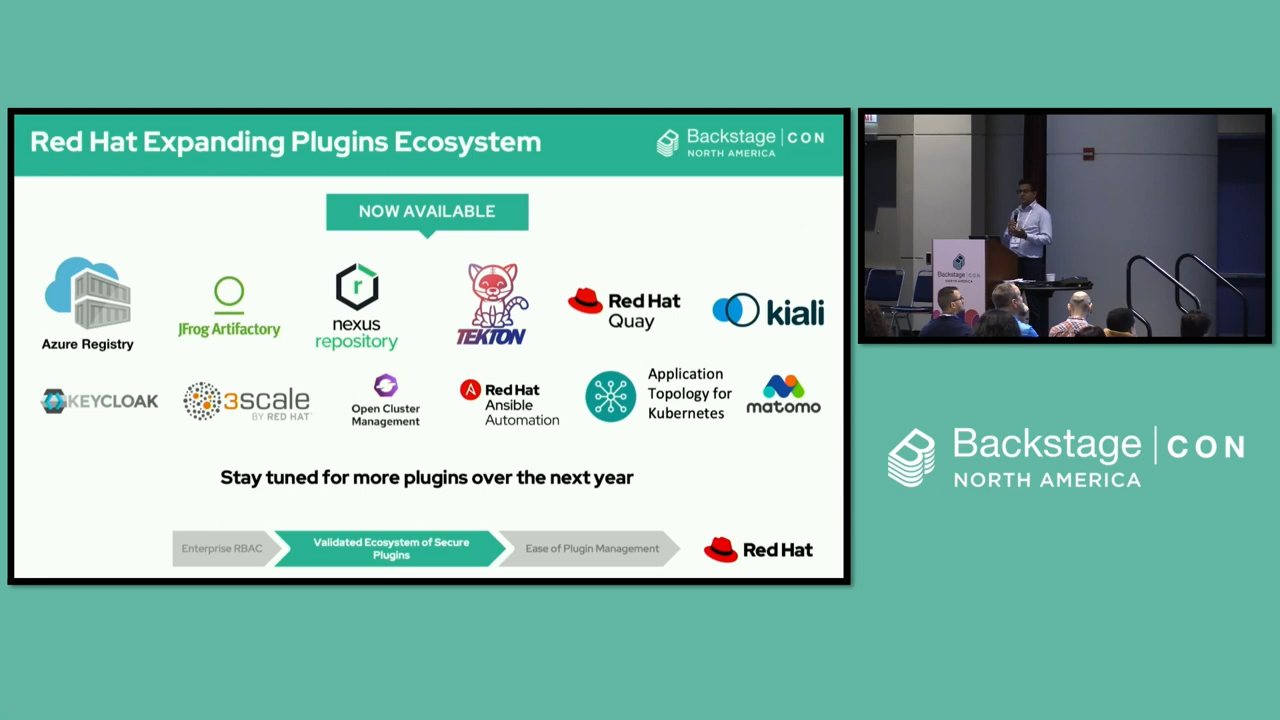 Red Hat Expanding Plugins Ecosystem
Backstage | CON
NORTH AMERICA
NOW AVAILABLE
Azure Registry
JFrog Artifactory
r
nexus
repository
TEKTON
Red Hat
Quay
kiali
KEYCLOAK
3scale
BY RED HAT
Open Cluster
Management
A
Red Hat
Ansible
Automation
Application
Topology for
Kubernetes
matomo
Stay tuned for more plugins over the next year
Enterprise RBAC
Validated Ecosystem of Secure
Plugins
Ease of Plugin Management
Red Hat
Backstage CON
Backstage | CON
NORTH AMERICA